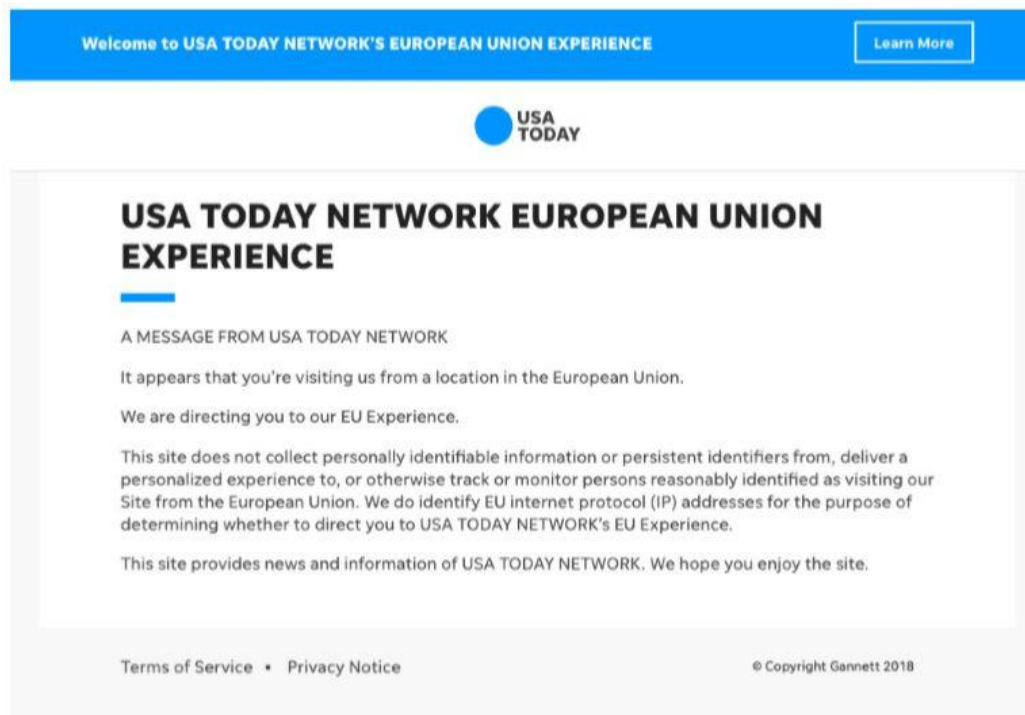 Welcome to USA TODAY NETWORK'S EUROPEAN UNION EXPERIENCE
Learn More
USA
TODAY
USA TODAY NETWORK EUROPEAN UNION
EXPERIENCE
A MESSAGE FROM USA TODAY NETWORK
It appears that you're visiting us from a location in the European Union.
We are directing you to our EU Experience.
This site does not collect personally identifiable information or persistent identifiers from, deliver a
personalized experience to, or otherwise track or monitor persons reasonably identified as visiting our
Site from the European Union. We do identify EU internet protocol (IP) addresses for the purpose of
determining whether to direct you to USA TODAY NETWORK's EU Experience.
This site provides news and information of USA TODAY NETWORK. We hope you enjoy the site.
Terms of Service • Privacy Notice
© Copyright Gannett 2018